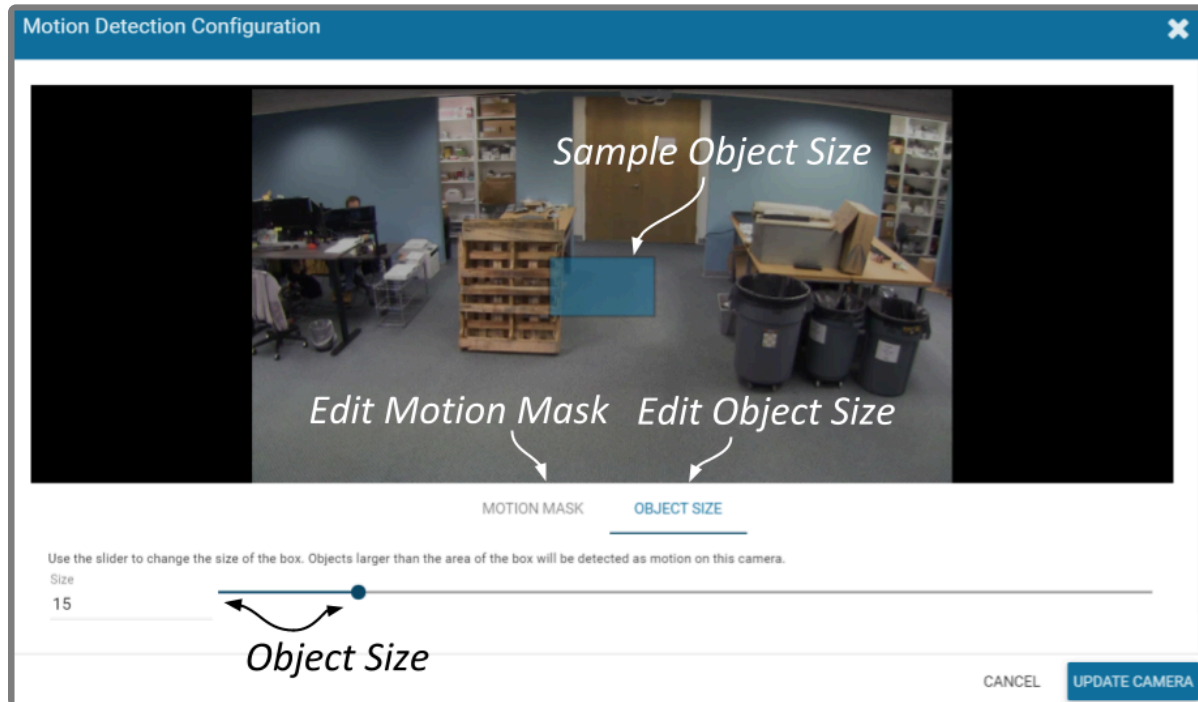 Motion Detection Configuration
Sample Object Size
Edit Motion Mask Edit Object Size
MOTION MASK OBJECT SIZE
Use the slider to change the size of the box. Objects larger than the area of the box will be detected as motion on this camera.
Size
15
Object Size
CANCEL UPDATE CAMERA